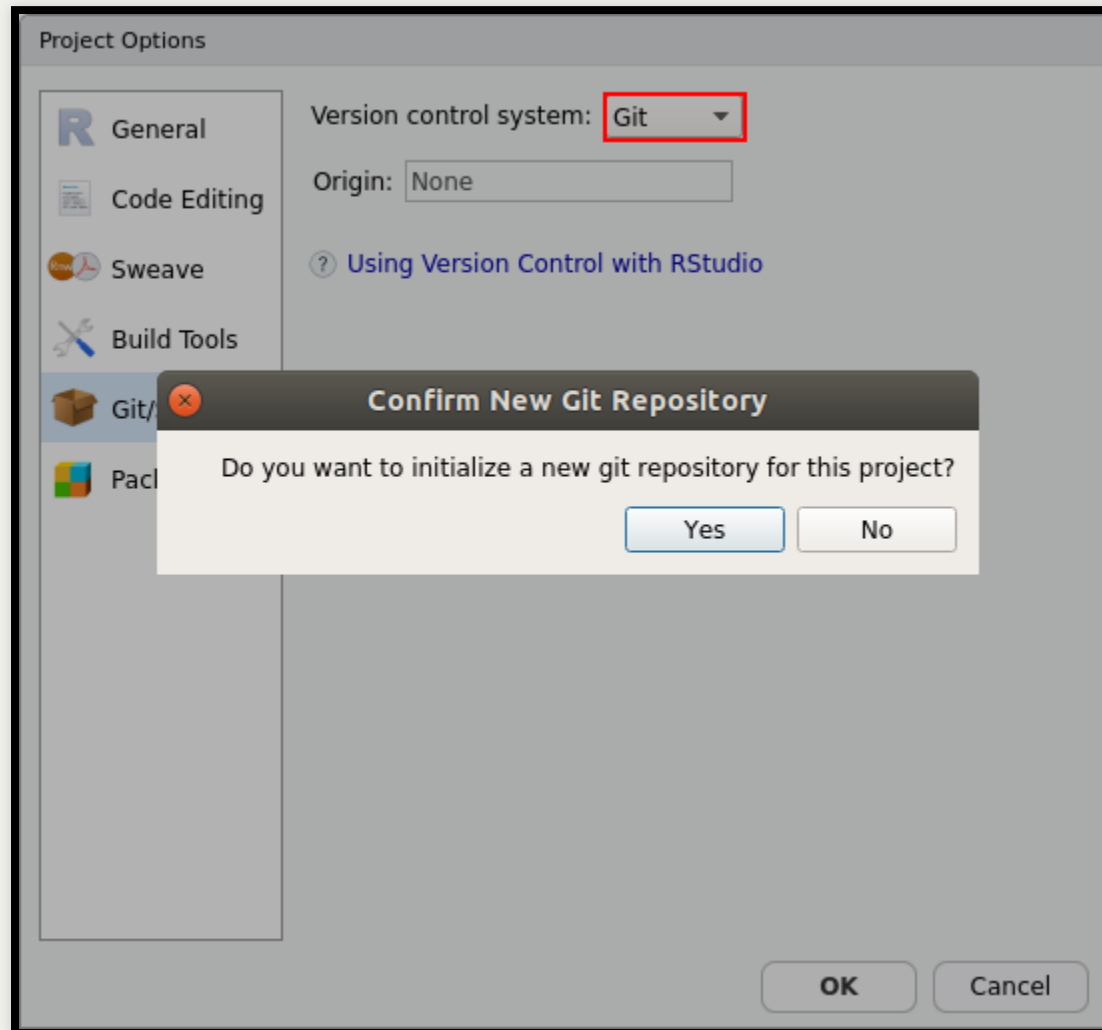 Project Options
General
Code Editing
Sweave
Build Tools
Git/
Version control system: Git
Origin: None
? Using Version Control with RStudio
Confirm New Git Repository
Do you want to initialize a new git repository for this project?
Yes No
OK Cancel